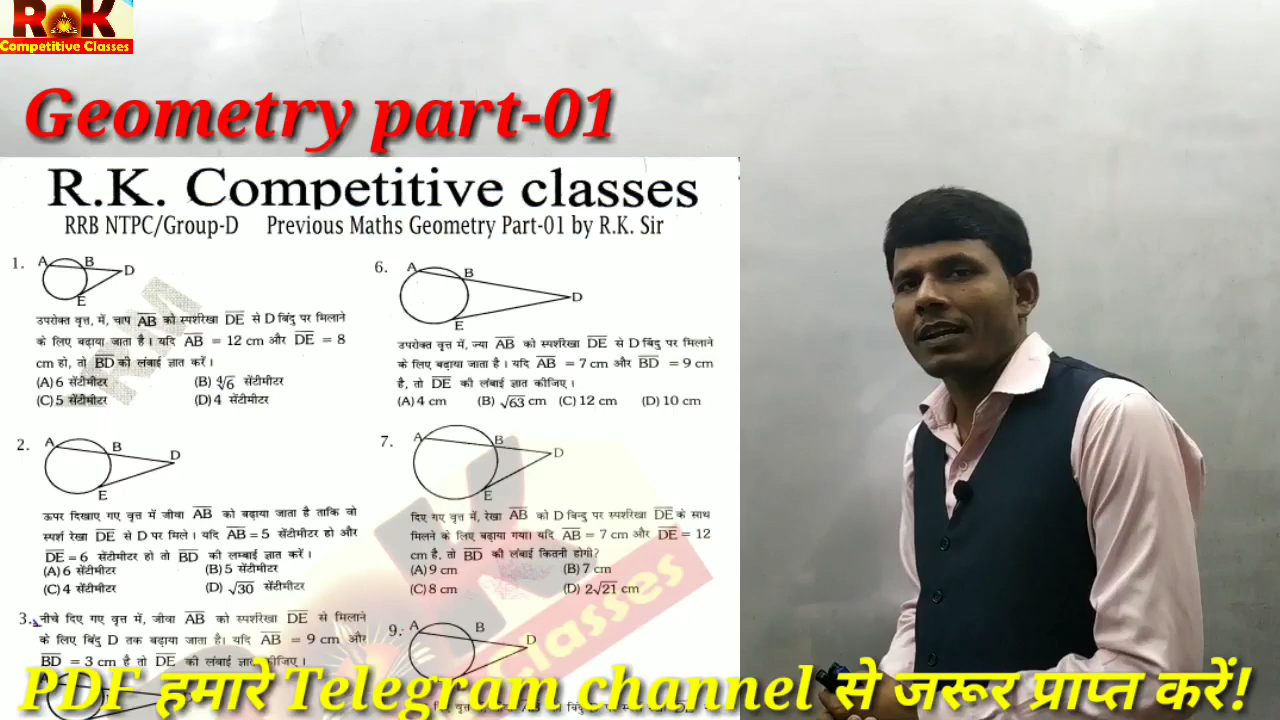 RK
Competitive Classes
Geometry part-01
R.K. Competitive classes
RRB NTPC/Group-D Previous Maths Geometry Part-01 by R.K. Sir
1.
A B D E
उपरोक्त वृत्त, में, चाप AB को स्पर्शरेखा DE से D बिंदु पर मिलाने
के लिए बढ़ाया जाता है। यदि AB = 12 cm और DE = 8
cm हो, तो BD की लंबाई ज्ञात करें।
(A) 6 सेंटीमीटर (B) ∜6 सेंटीमीटर
(C) 5 सेंटीमीटर (D) 4 सेंटीमीटर
2.
A B D E
ऊपर दिखाए गए वृत्त में जीवा AB को बढ़ाया जाता है ताकि वो
स्पर्श रेखा DE से D पर मिले। यदि AB = 5 सेंटीमीटर हो और
DE = 6 सेंटीमीटर हो तो BD की लम्बाई ज्ञात करें।
(A) 6 सेंटीमीटर (B) 5 सेंटीमीटर
(C) 4 सेंटीमीटर (D) √30 सेंटीमीटर
3. नीचे दिए गए वृत्त में, जीवा AB को स्पर्शरेखा DE से मिलाने
के लिए बिंदु D तक बढ़ाया जाता है। यदि AB = 9 cm और
BD = 3 cm है तो DE की लंबाई ज्ञात कीजिए।
6.
A B D E
उपरोक्त वृत्त में, ज्या AB को स्पर्शरेखा DE से D बिंदु पर मिलाने
के लिए बढ़ाया जाता है। यदि AB = 7 cm और BD = 9 cm
है, तो DE की लंबाई ज्ञात कीजिए।
(A) 4 cm (B) √63 cm (C) 12 cm (D) 10 cm
7.
A B D E
दिए गए वृत्त में, रेखा AB को D बिन्दु पर स्पर्शरेखा DE के साथ
मिलने के लिए बढ़ाया गया। यदि AB = 7 cm और DE = 12
cm है, तो BD की लंबाई कितनी होगी?
(A) 9 cm (B) 7 cm
(C) 8 cm (D) 2√21 cm
9.
A B D
PDF हमारे Telegram channel से जरूर प्राप्त करें!